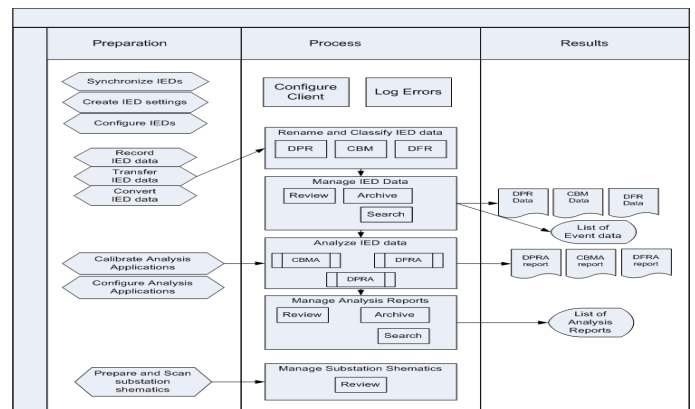 Preparation
Process
Results
Synchronize IEDs
Create IED settings
Configure IEDs
Record
IED data
Transfer
IED data
Convert
IED data
Calibrate Analysis
Applications
Configure Analysis
Applications
Prepare and Scan
substation
shematics
Configure
Client
Log Errors
Rename and Classify IED data
DPR
CBM
DFR
Manage IED Data
Review
Archive
Search
Analyze IED data
CBMA
DFRA
DPRA
Manage Analysis Reports
Review
Archive
Search
Manage Substation Shematics
Review
DPR
Data
CBM
Data
DFR
Data
List of
Event data
DPRA
report
CBMA
report
DFRA
report
List of
Analysis
Reports